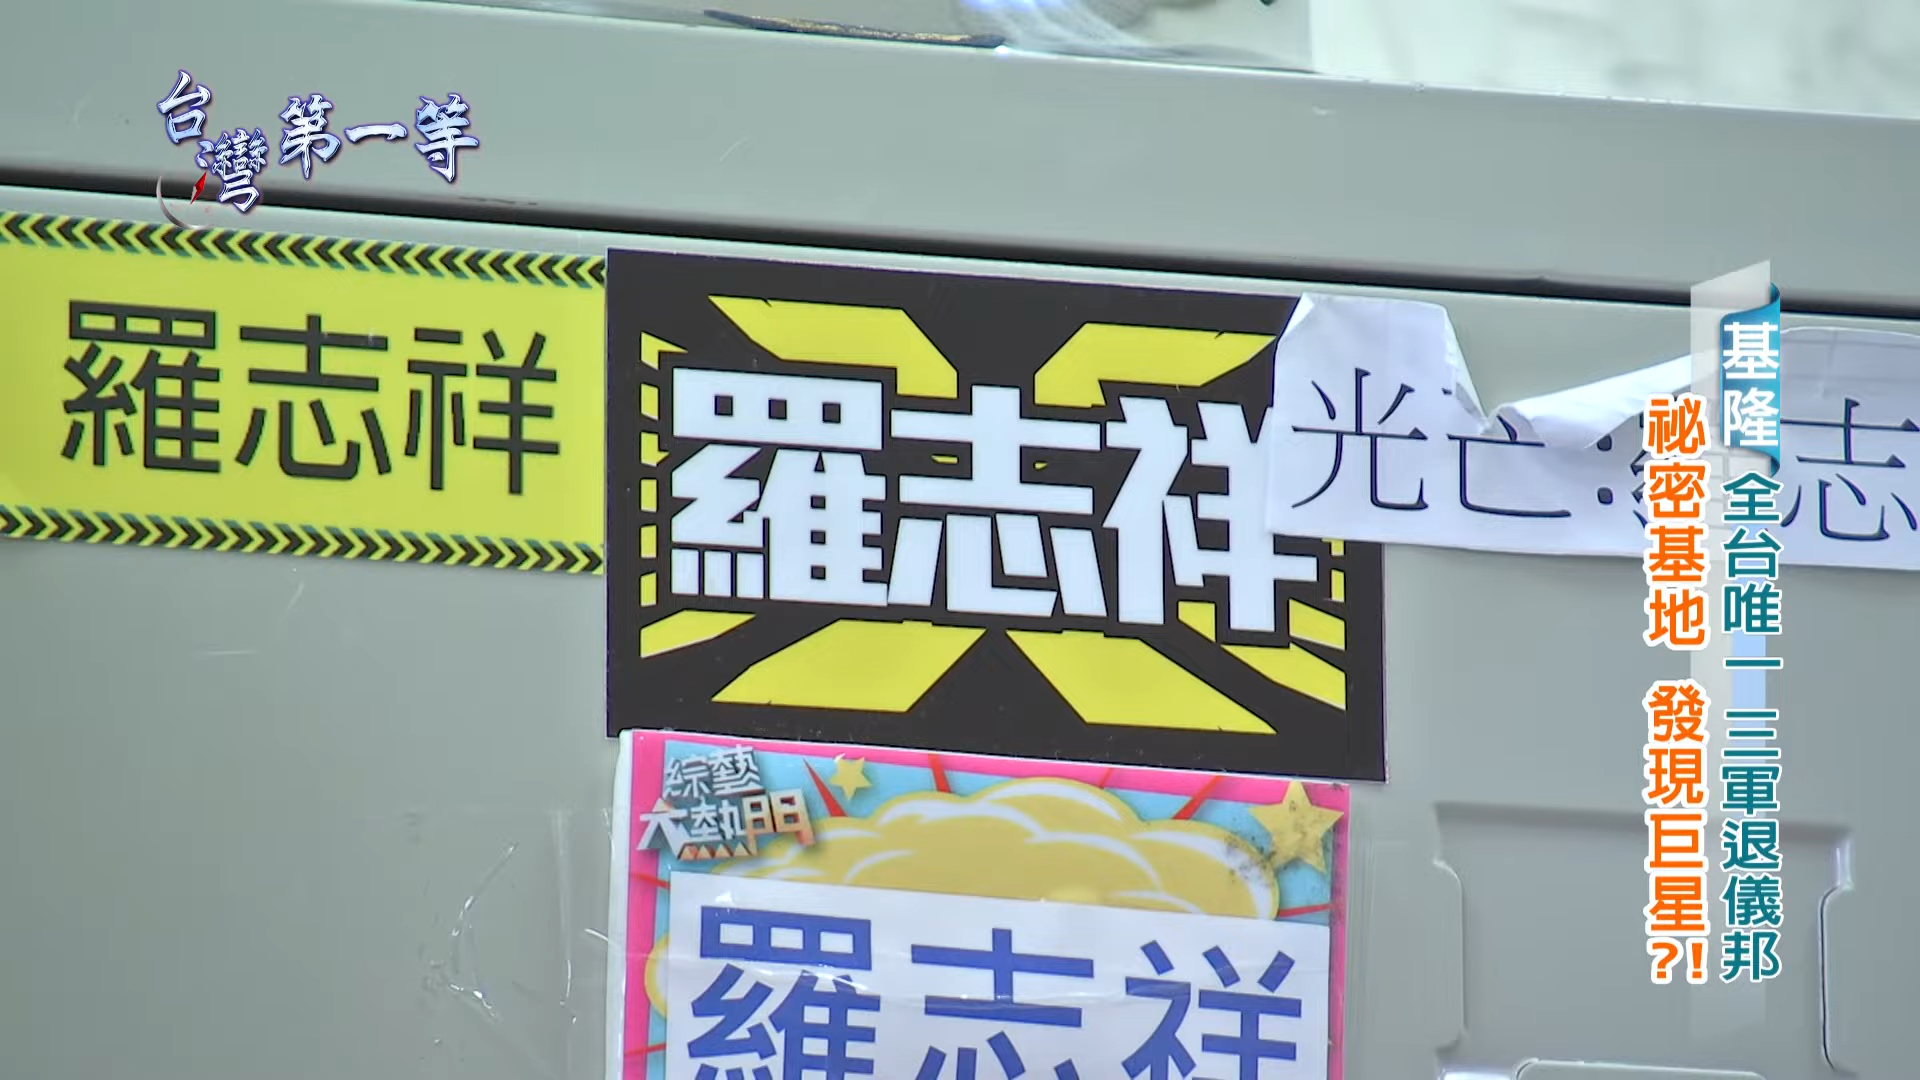 台灣第一等
羅志祥
羅志祥
光亡:羅志
綜藝
大熱門
羅志祥
基隆 全台唯一 三軍退儀邦
祕密基地 發現巨星?!